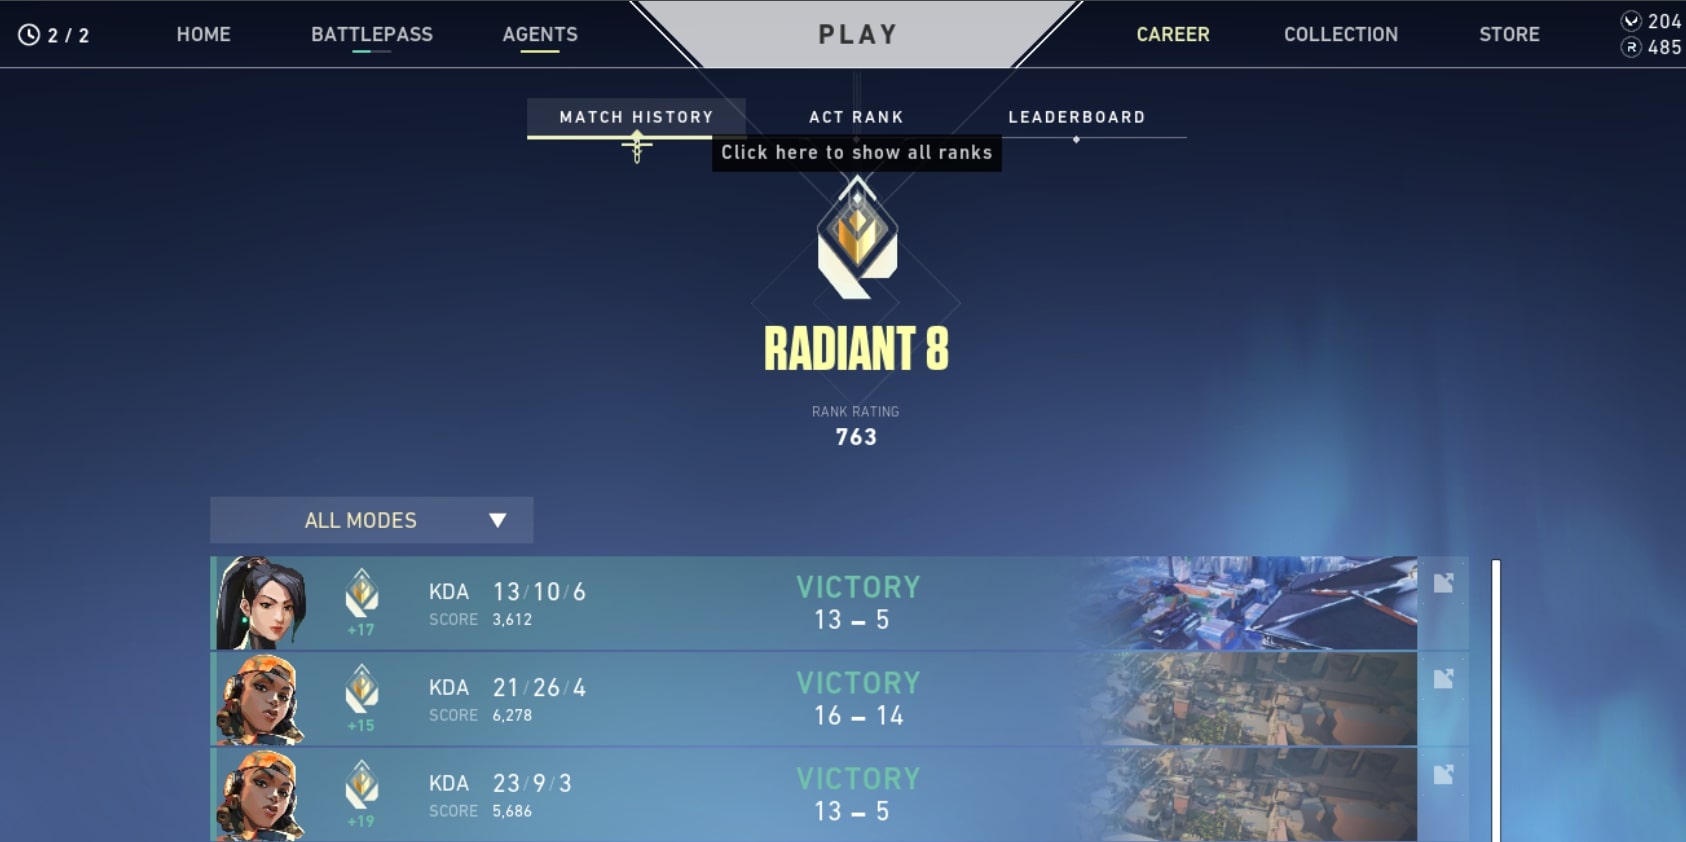 2 / 2
HOME
BATTLEPASS
AGENTS
PLAY
CAREER
COLLECTION
STORE
204
R 485
MATCH HISTORY
ACT RANK
LEADERBOARD
Click here to show all ranks
RADIANT 8
RANK RATING
763
ALL MODES
KDA 13/10/6
SCORE 3,612
+17
VICTORY
13 – 5
KDA 21/26/4
SCORE 6,278
+15
VICTORY
16 – 14
KDA 23/9/3
SCORE 5,686
+19
VICTORY
13 – 5